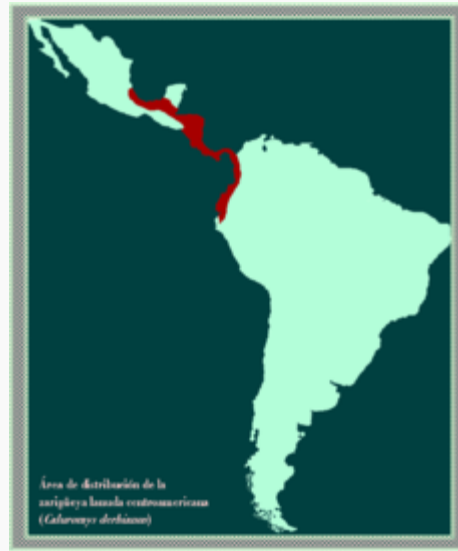 Área de distribución de la
zarigüeya lanuda centroamericana
(Caluromys derbianus)